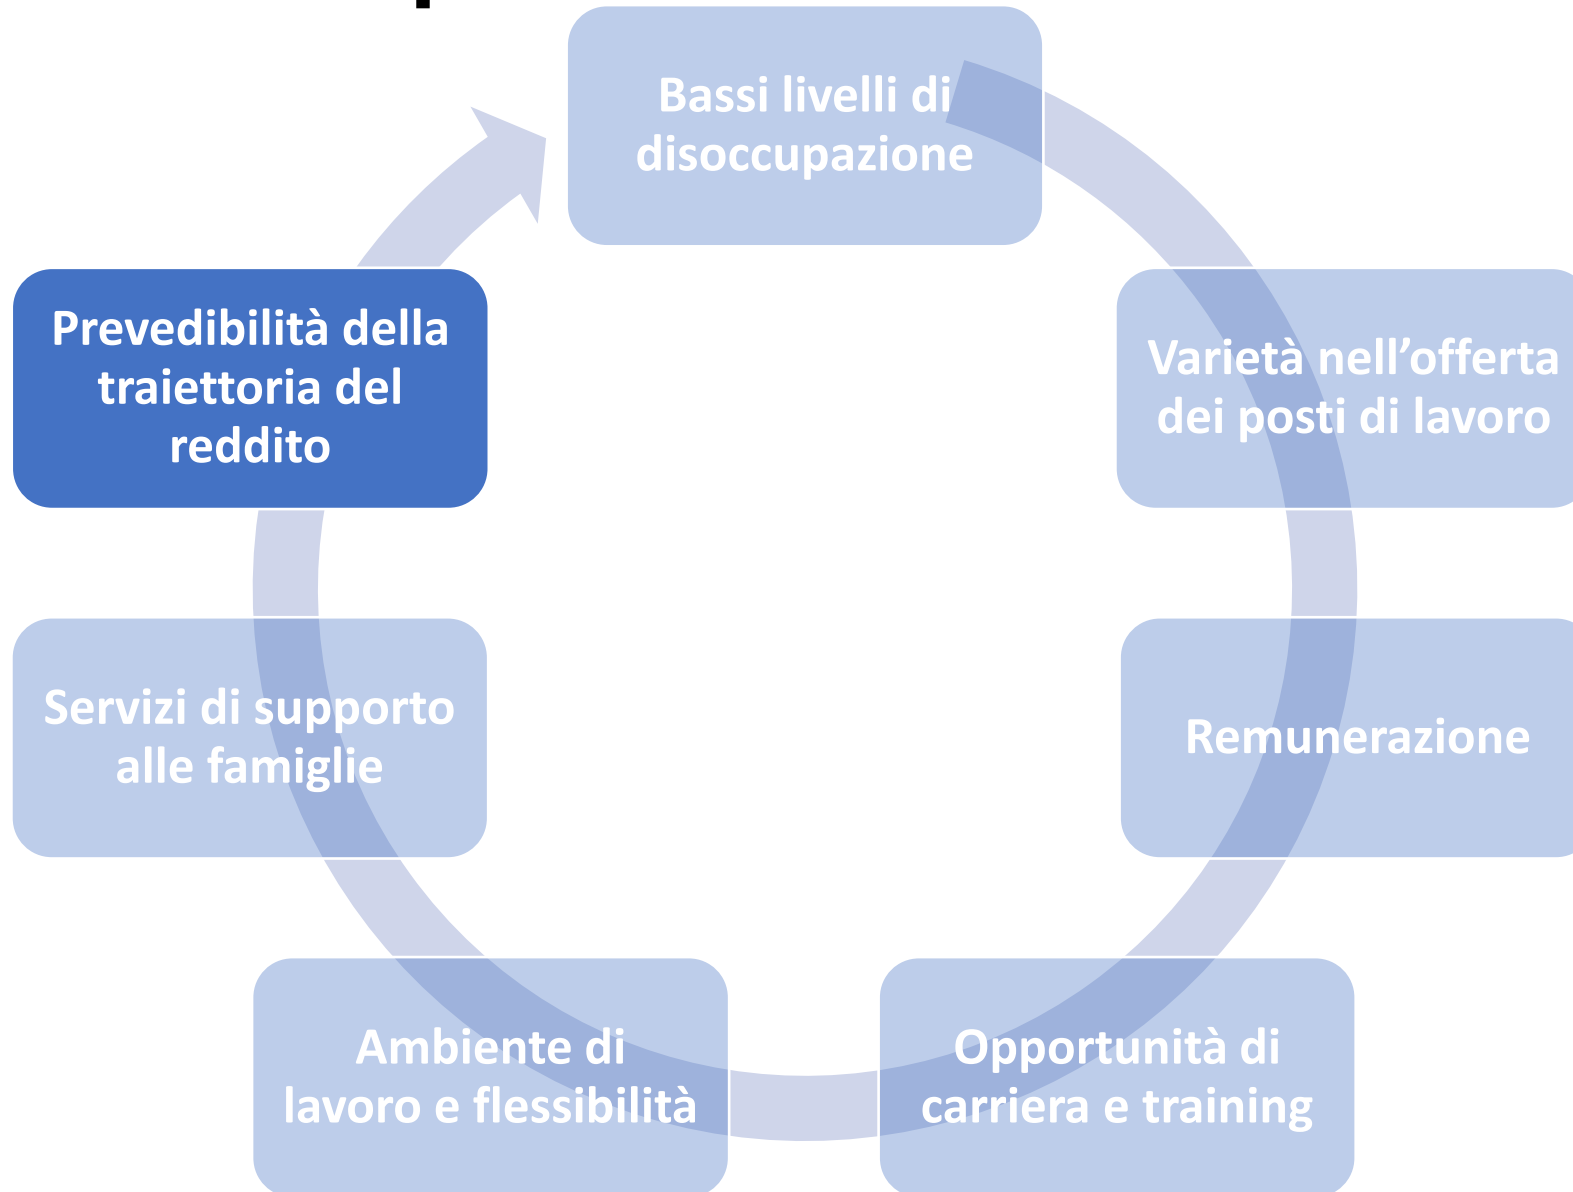 Bassi livelli di
disoccupazione
Varietà nell’offerta
dei posti di lavoro
Remunerazione
Opportunità di
carriera e training
Ambiente di
lavoro e flessibilità
Servizi di supporto
alle famiglie
Prevedibilità della
traiettoria del
reddito